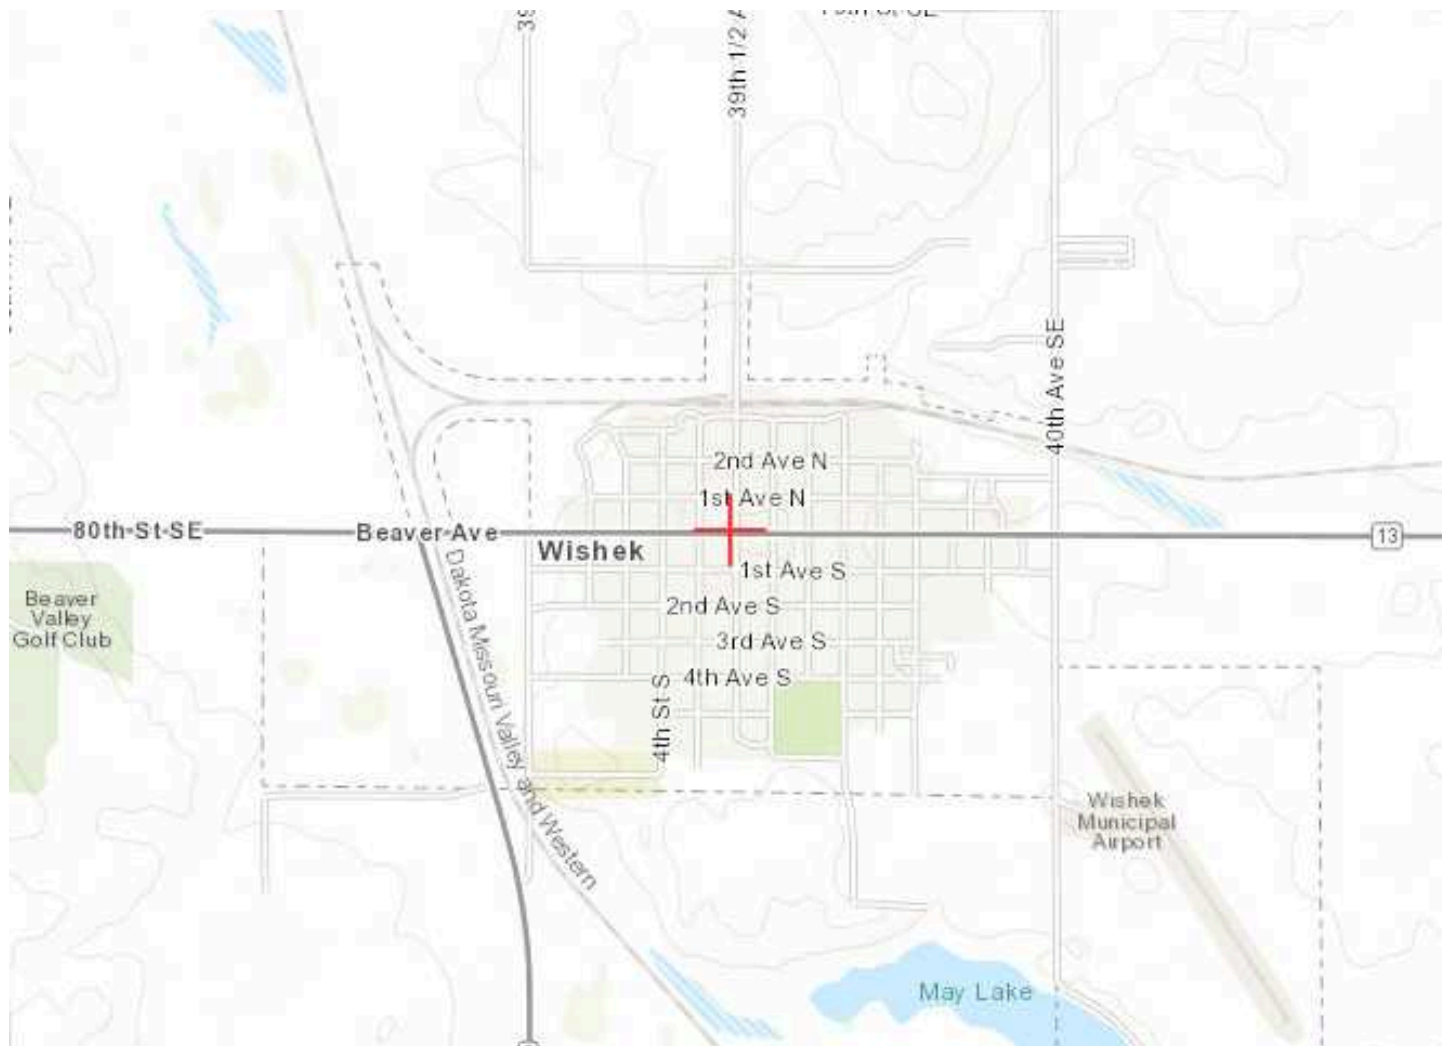 39th 1/2 A
40th Ave SE
2nd Ave N
1st Ave N
80th St SE
Beaver Ave
13
Wishek
1st Ave S
Beaver
Valley
Golf Club
2nd Ave S
3rd Ave S
4th Ave S
4th St S
Dakota Missouri Valley and Western
Wishek
Municipal
Airport
May Lake